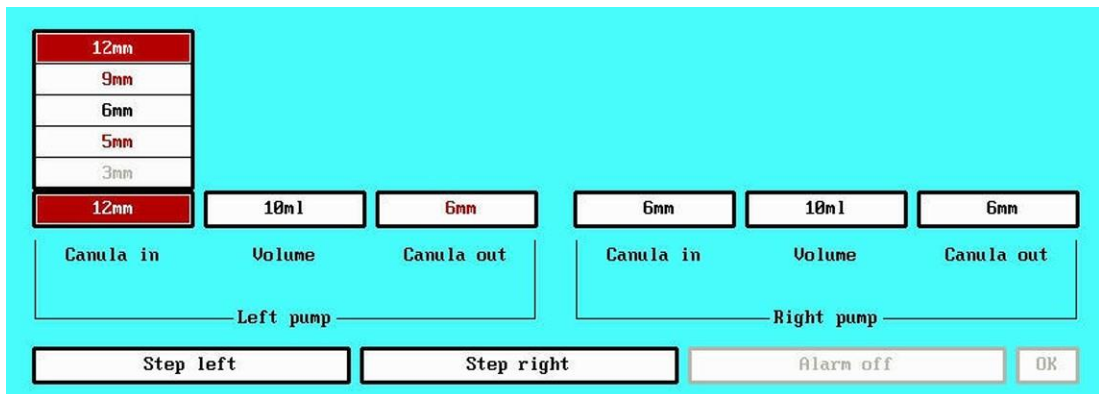 12mm
9mm
6mm
5mm
3mm
12mm 10ml 6mm 6mm 10ml 6mm
Canula in Volume Canula out Canula in Volume Canula out
Left pump Right pump
Step left Step right Alarm off OK